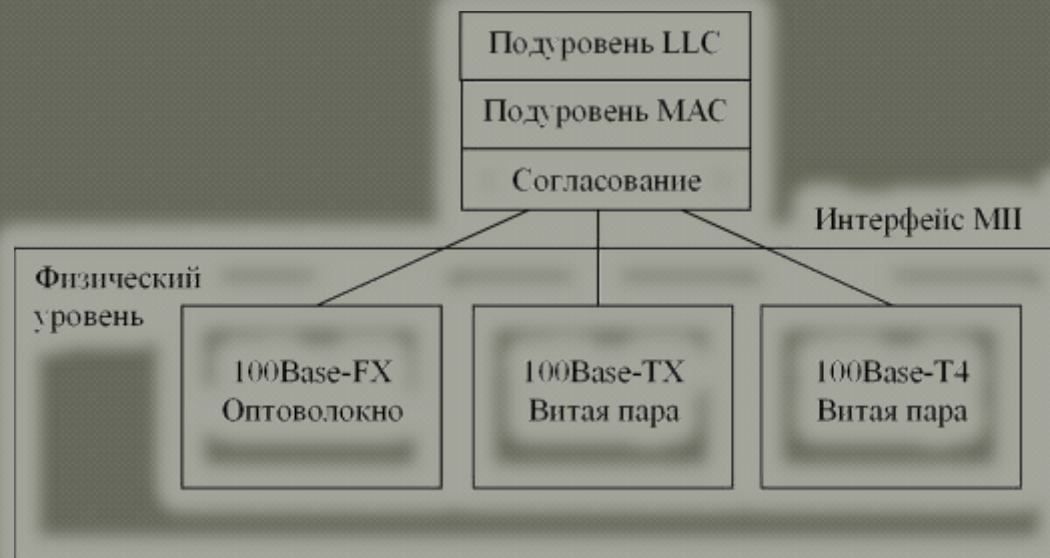 Подуровень LLC
Подуровень MAC
Согласование
Интерфейс MII
Физический
уровень
100Base-FX
Оптоволокно
100Base-TX
Витая пара
100Base-T4
Витая пара